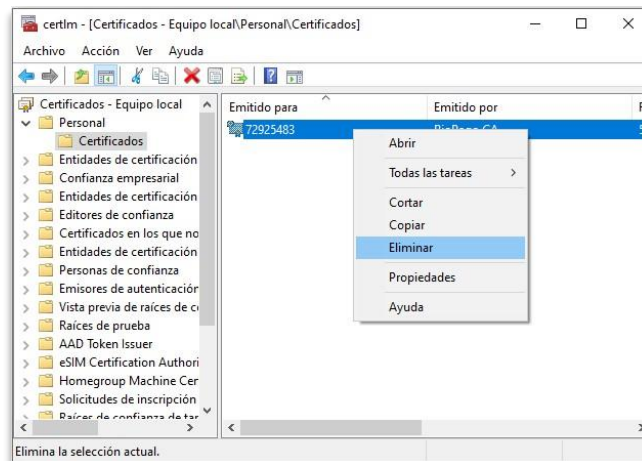 certlm - [Certificados - Equipo local\Personal\Certificados]
Archivo Acción Ver Ayuda
Certificados - Equipo local
Personal
Certificados
Entidades de certificación
Confianza empresarial
Entidades de certificación
Editores de confianza
Certificados en los que no
Entidades de certificación
Personas de confianza
Emisores de autenticación
Vista previa de raíces de
Raíces de prueba
AAD Token Issuer
eSIM Certification Authori
Homegroup Machine Cer
Solicitudes de inscripción
Raíces de confianza de
Emitido para Emitido por
72925483
Abrir
Todas las tareas
Cortar
Copiar
Eliminar
Propiedades
Ayuda
Elimina la selección actual.